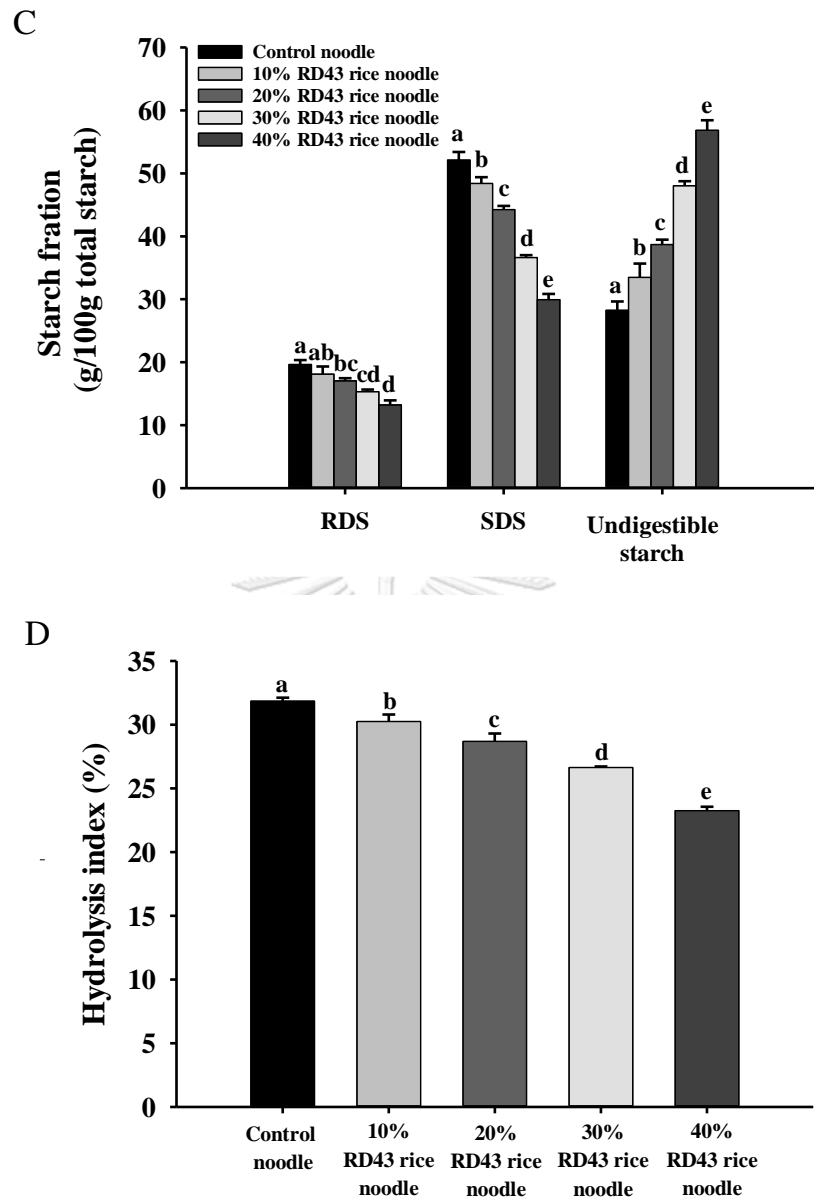 C
Starch fration
(g/100g total starch)
70
60
50
40
30
20
10
0
Control noodle
10% RD43 rice noodle
20% RD43 rice noodle
30% RD43 rice noodle
40% RD43 rice noodle
a
ab
bc
cd
d
a
b
c
d
e
a
b
c
d
e
RDS
SDS
Undigestible
starch
D
Hydrolysis index (%)
35
30
25
20
15
10
5
0
a
b
c
d
e
Control
noodle
10%
RD43 rice
noodle
20%
RD43 rice
noodle
30%
RD43 rice
noodle
40%
RD43 rice
noodle